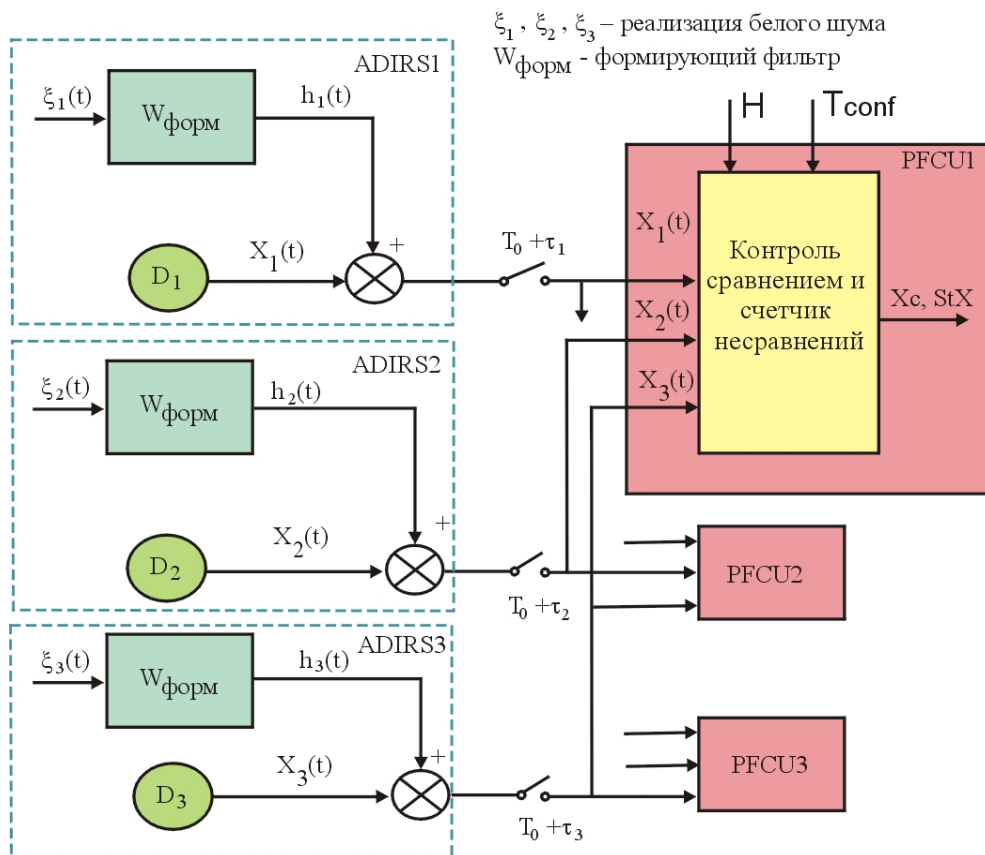 ξ1 , ξ2 , ξ3 – реализация белого шума
Wформ - формирующий фильтр
ADIRS1
ξ1(t)
Wформ
h1(t)
H
Tconf
PFCU1
D1
X1(t)
+
T0 + τ1
X1(t)
X2(t)
X3(t)
Контроль
сравнением и
счетчик
несравнений
Xc, StX
ADIRS2
ξ2(t)
Wформ
h2(t)
D2
X2(t)
+
T0 + τ2
PFCU2
ADIRS3
ξ3(t)
Wформ
h3(t)
D3
X3(t)
+
T0 + τ3
PFCU3